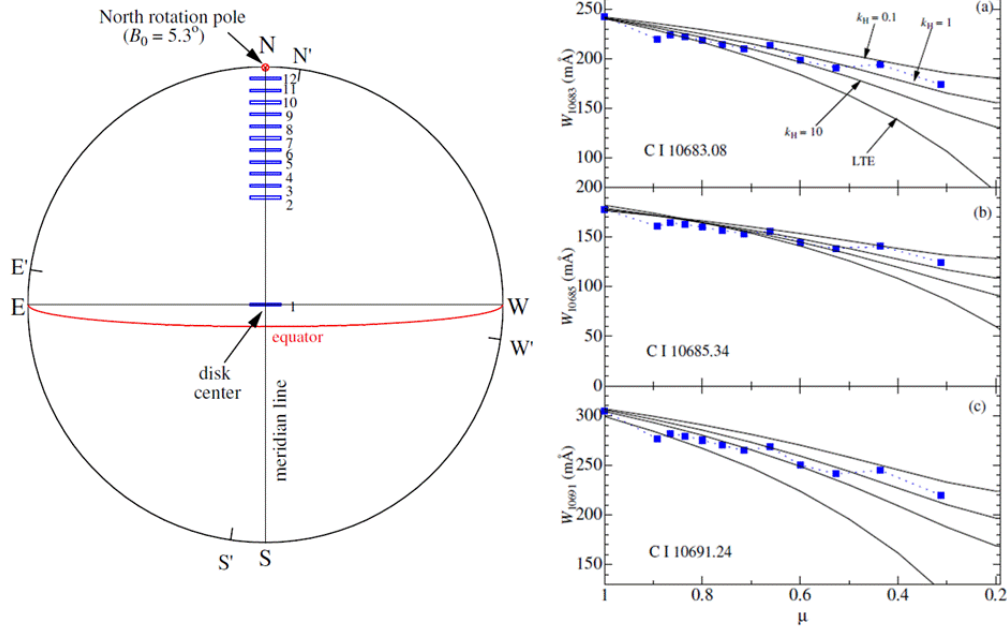 North rotation pole
(B₀ = 5.3°)
N
N'
12
11
10
9
8
7
6
5
4
3
2
E'
E
1
W
equator
W'
disk
center
meridian line
S'
S
(a)
250
200
150
100
200
W₁₀₆₈₃ (mÅ)
k_H = 0.1
k_H = 1
k_H = 10
LTE
C I 10683.08
(b)
150
100
50
0
W₁₀₆₈₅ (mÅ)
C I 10685.34
(c)
300
250
200
150
W₁₀₆₉₁ (mÅ)
C I 10691.24
1
0.8
0.6
0.4
0.2
μ